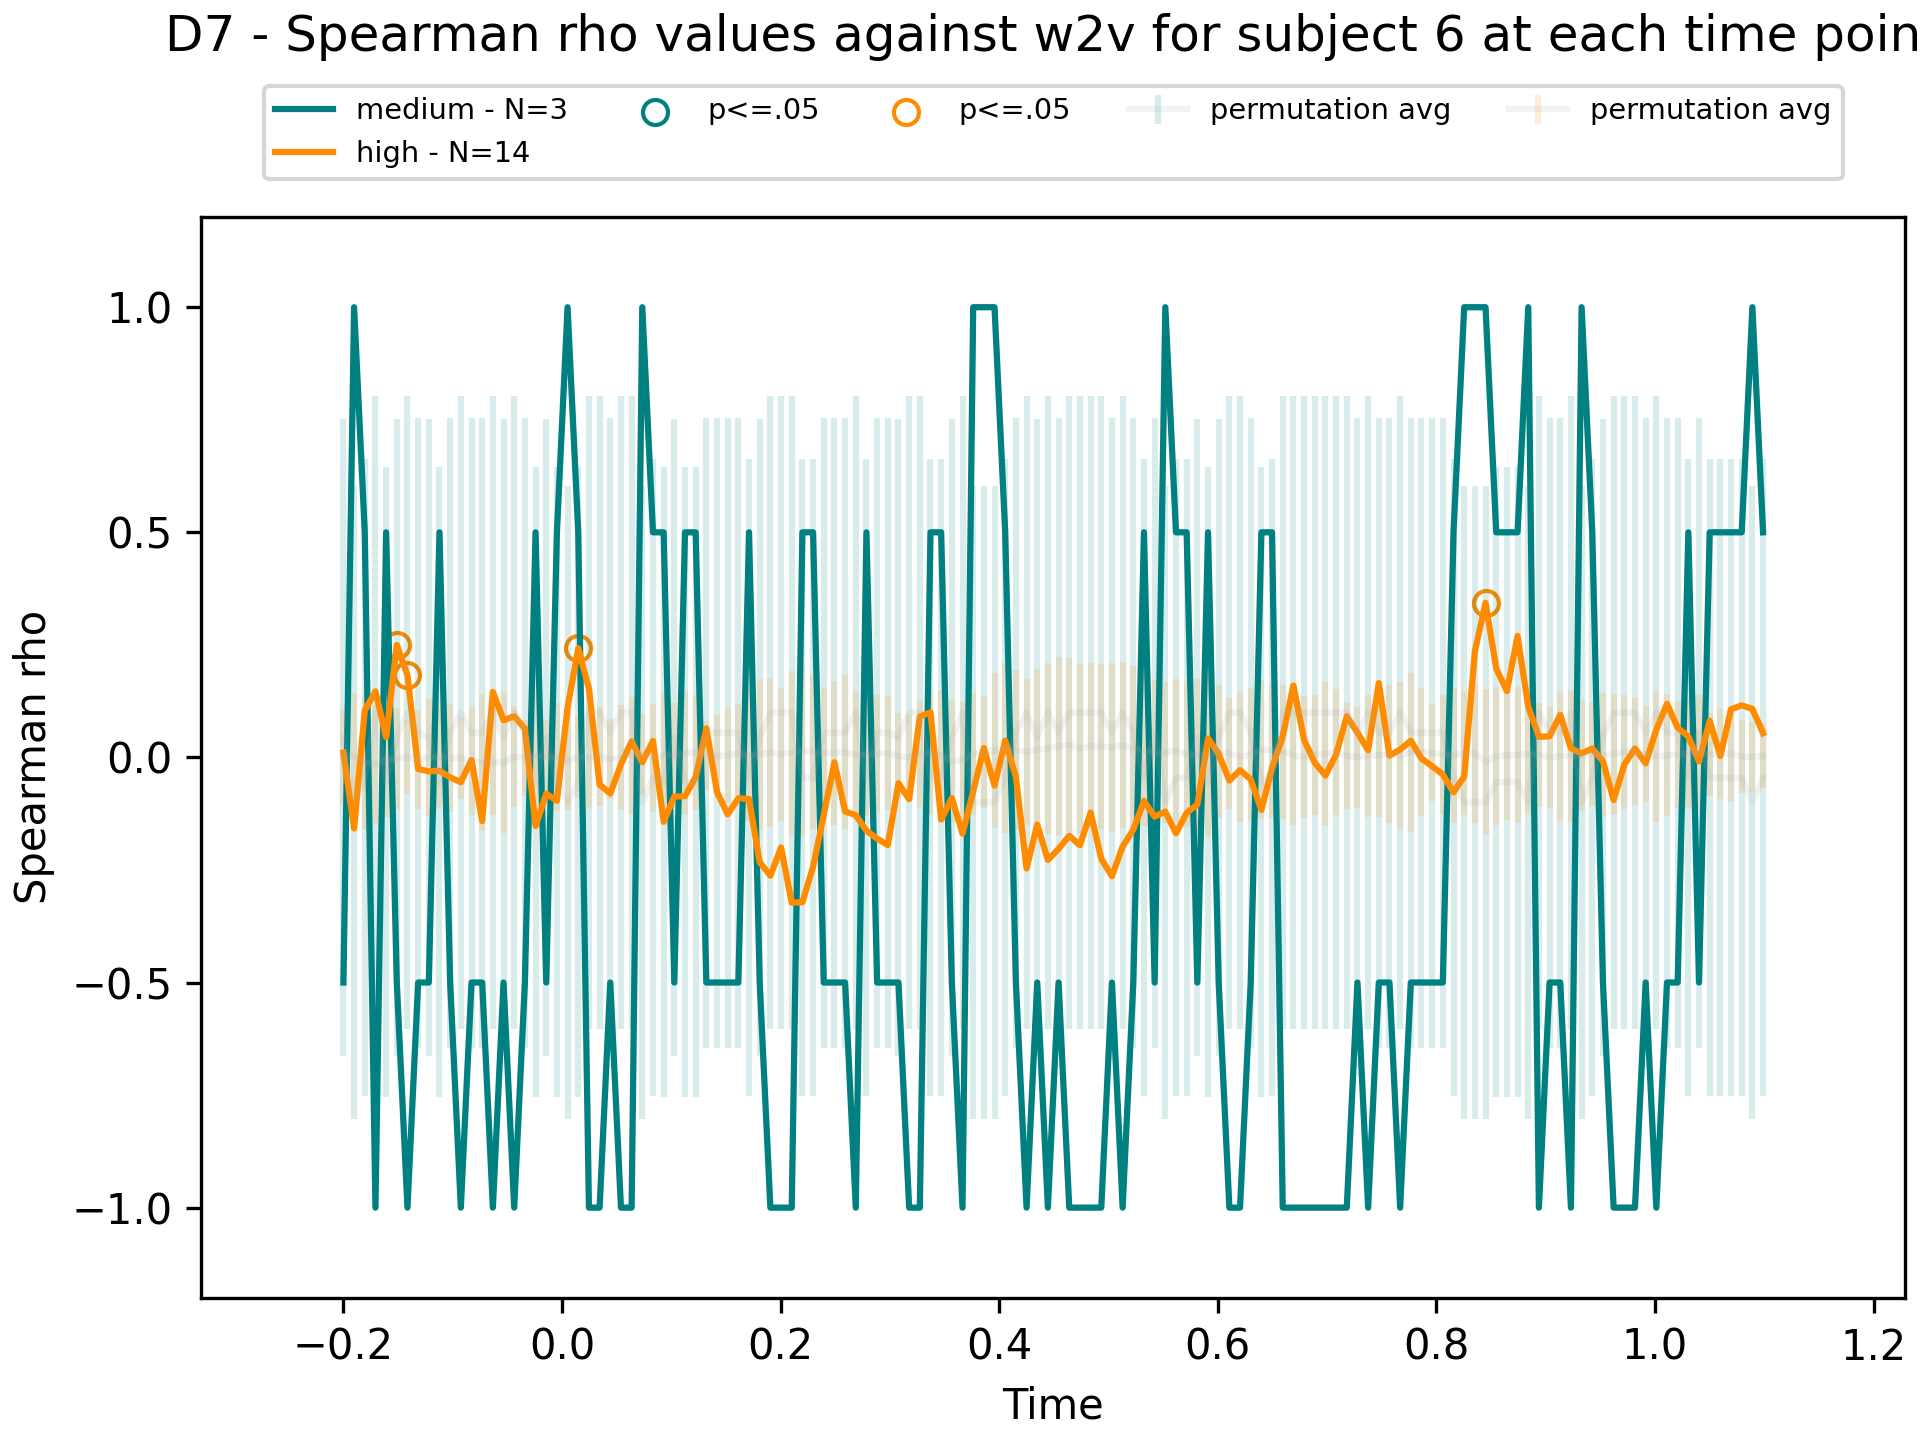 D7 - Spearman rho values against w2v for subject 6 at each time poin
medium - N=3
high - N=14
p<=.05
p<=.05
permutation avg
permutation avg
Spearman rho
1.0
0.5
0.0
−0.5
−1.0
−0.2 0.0 0.2 0.4 0.6 0.8 1.0 1.2
Time